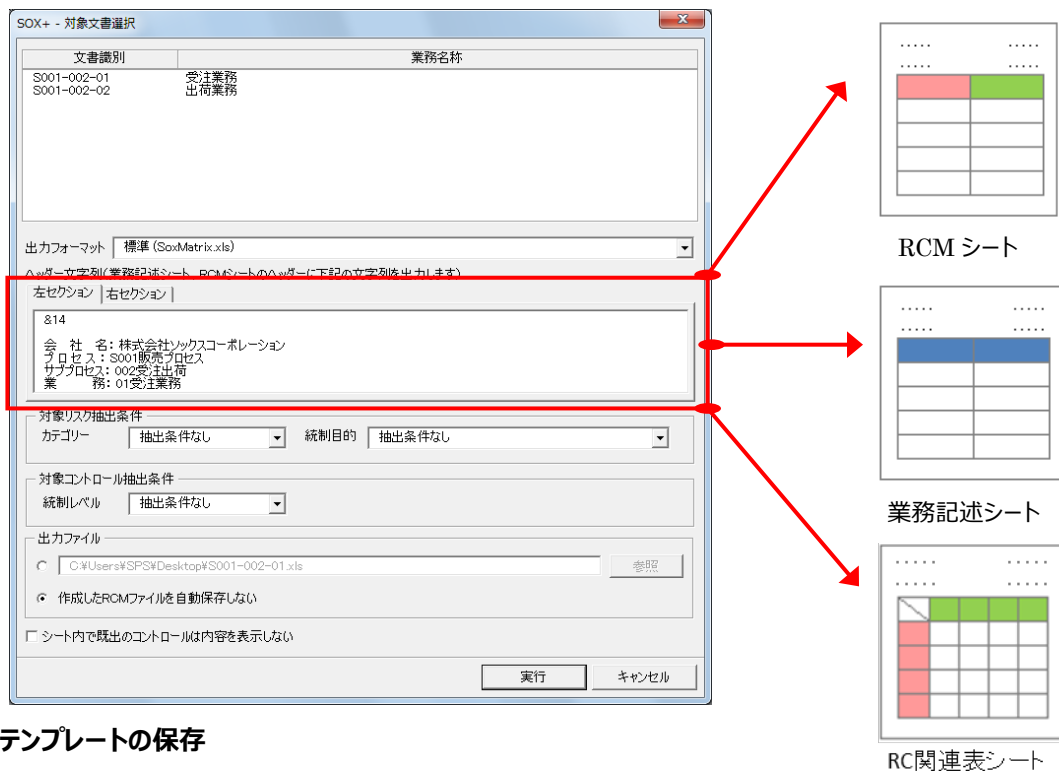 SOX+ - 対象文書選択
文書識別 業務名称
S001-002-01 受注業務
S001-002-02 出荷業務
出力フォーマット 標準 (SoxMatrix.xls)
ヘッダー文字列(業務記述シート、RCMシートのヘッダーに下記の文字列を出力します)
左セクション 右セクション
&14
会 社 名: 株式会社ソックスコーポレーション
プロセス: S001販売プロセス
サブプロセス: 002受注出荷
業 務: 01受注業務
対象リスク抽出条件
カテゴリー 抽出条件なし 統制目的 抽出条件なし
対象コントロール抽出条件
統制レベル 抽出条件なし
出力ファイル
C:¥Users¥SPS¥Desktop¥S001-002-01.xls 参照
作成したRCMファイルを自動保存しない
シート内で既出のコントロールは内容を表示しない
実行 キャンセル
RCM シート
業務記述シート
RC関連表シート
テンプレートの保存